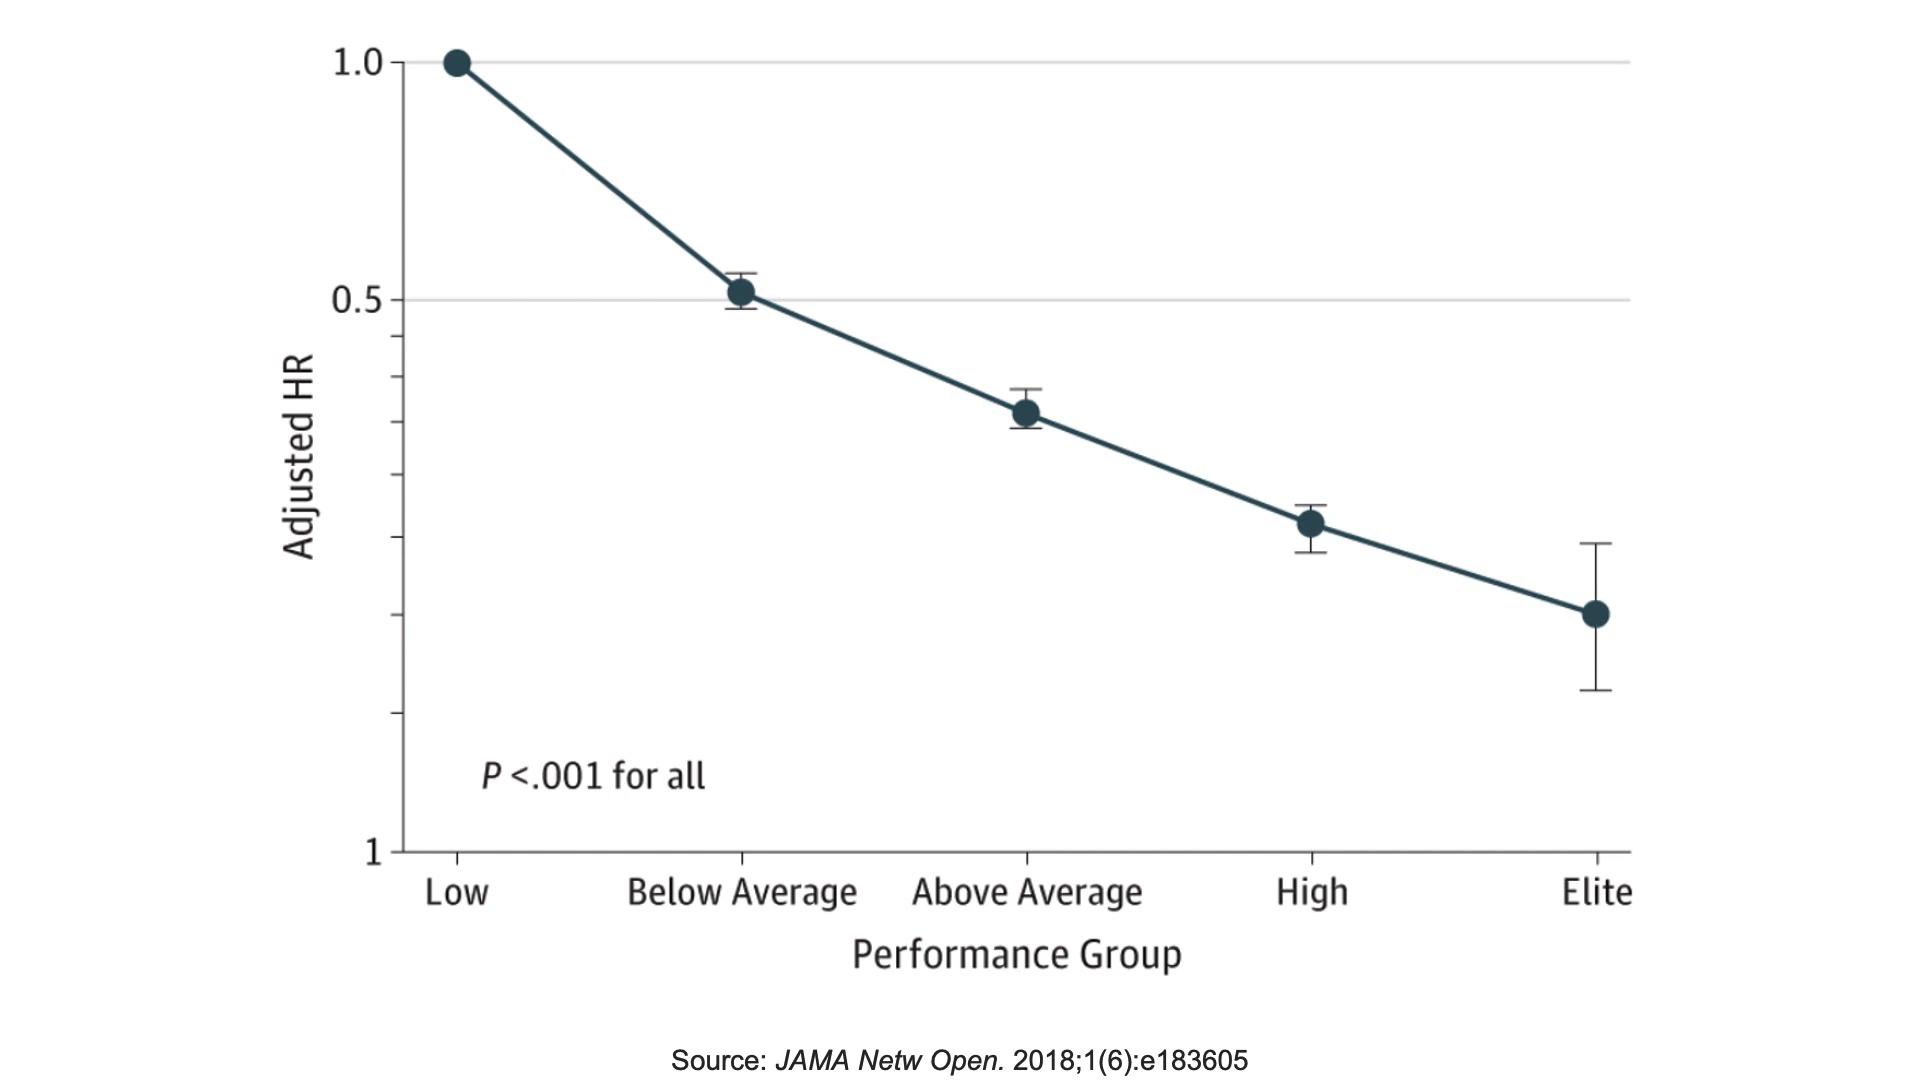 1.0
0.5
1
Adjusted HR
P <.001 for all
Low Below Average Above Average High Elite
Performance Group
Source: JAMA Netw Open. 2018;1(6):e183605